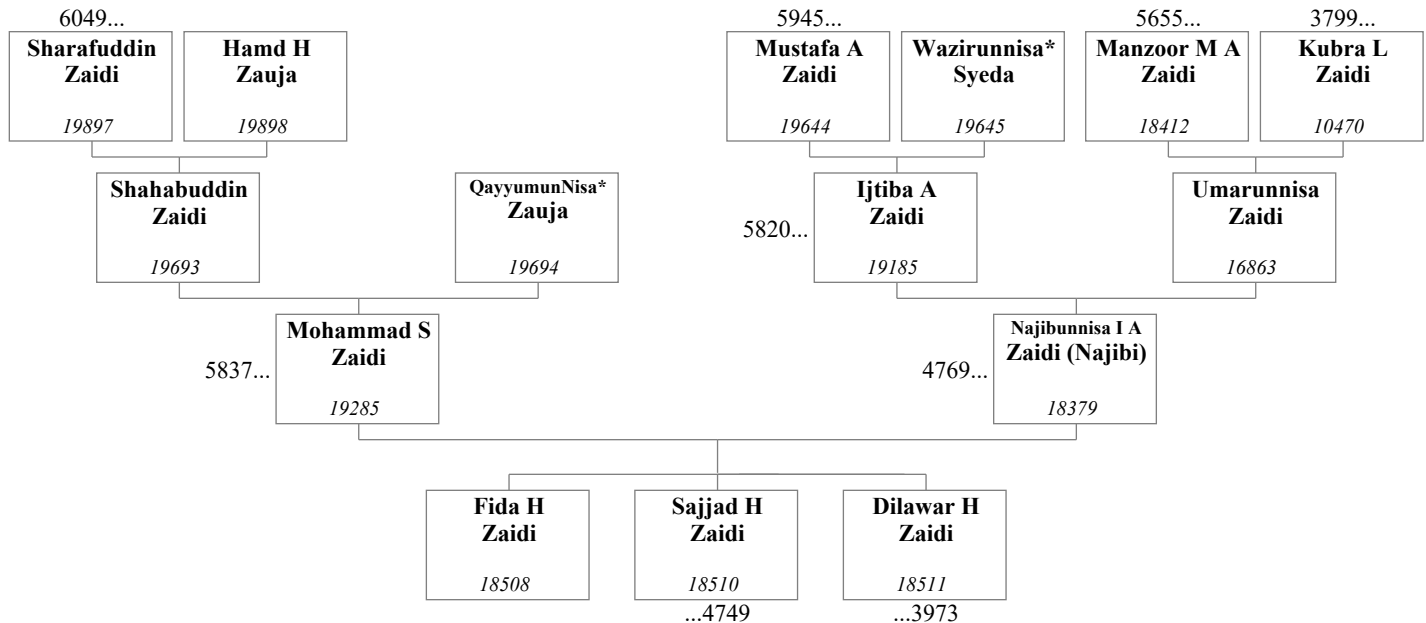 6049...
5945...
5655...
3799...
Sharafuddin
Zaidi
19897
Hamd H
Zauja
19898
Mustafa A
Zaidi
19644
Wazirunnisa*
Syeda
19645
Manzoor M A
Zaidi
18412
Kubra L
Zaidi
10470
Shahabuddin
Zaidi
19693
QayyumunNisa*
Zauja
19694
5820...
Ijtiba A
Zaidi
19185
Umarunnisa
Zaidi
16863
5837...
Mohammad S
Zaidi
19285
4769...
Najibunnisa I A
Zaidi (Najibi)
18379
Fida H
Zaidi
18508
Sajjad H
Zaidi
18510
...4749
Dilawar H
Zaidi
18511
...3973